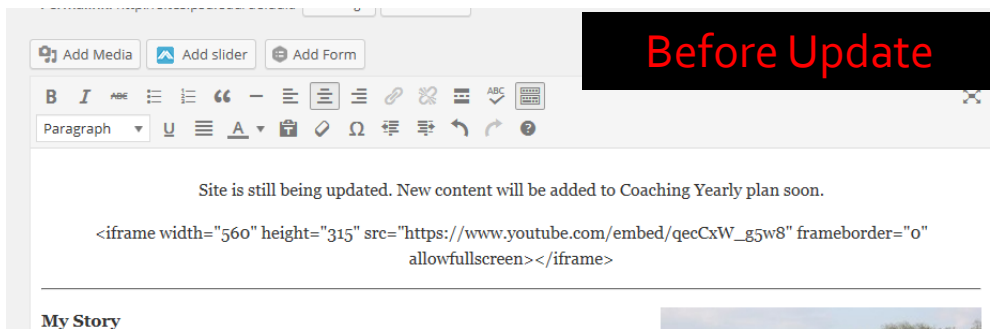 Before Update
Add Media Add slider Add Form
B I ABC ABC
Paragraph U A Ω
Site is still being updated. New content will be added to Coaching Yearly plan soon.
<iframe width="560" height="315" src="https://www.youtube.com/embed/qecCxW_g5w8" frameborder="0"
allowfullscreen></iframe>
My Story